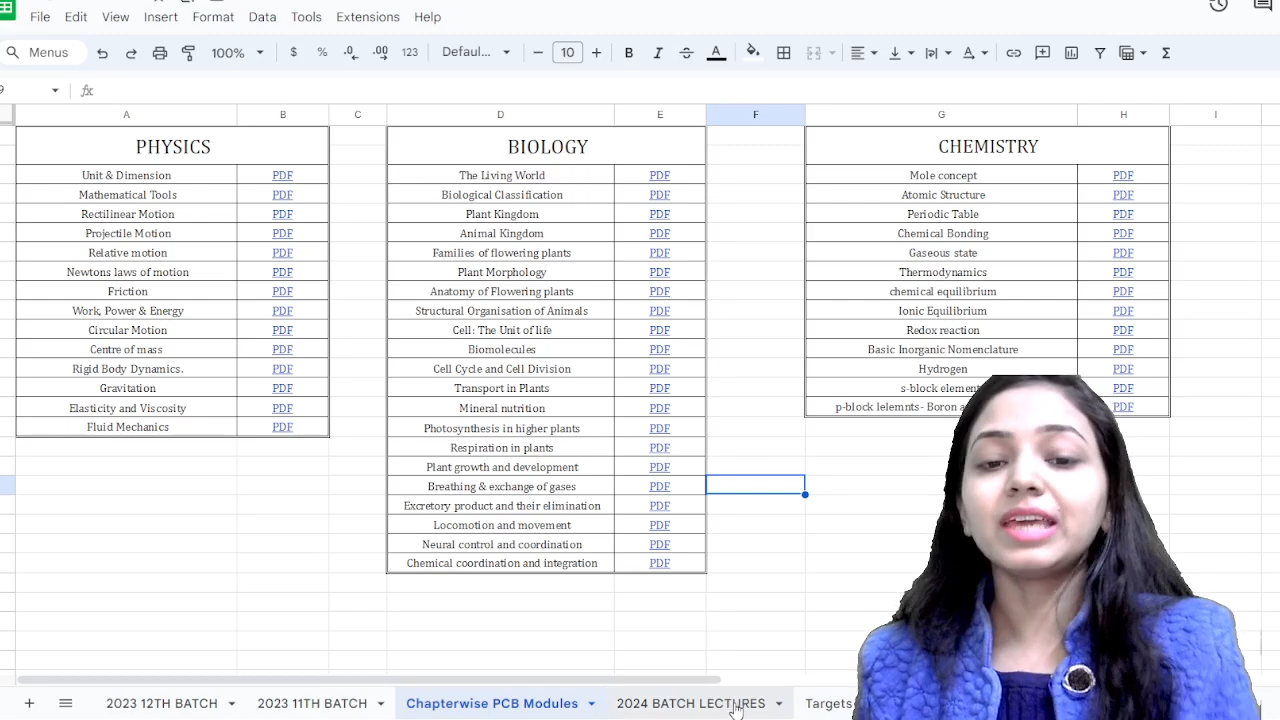 File Edit View Insert Format Data Tools Extensions Help
Menus 100% $ % .0 .00 123 Defaul... 10 B I A Σ
9 fx
A B C D E F G H I
PHYSICS BIOLOGY CHEMISTRY
Unit & Dimension PDF The Living World PDF Mole concept PDF
Mathematical Tools PDF Biological Classification PDF Atomic Structure PDF
Rectilinear Motion PDF Plant Kingdom PDF Periodic Table PDF
Projectile Motion PDF Animal Kingdom PDF Chemical Bonding PDF
Relative motion PDF Families of flowering plants PDF Gaseous state PDF
Newtons laws of motion PDF Plant Morphology PDF Thermodynamics PDF
Friction PDF Anatomy of Flowering plants PDF chemical equilibrium PDF
Work, Power & Energy PDF Structural Organisation of Animals PDF Ionic Equilibrium PDF
Circular Motion PDF Cell: The Unit of life PDF Redox reaction PDF
Centre of mass PDF Biomolecules PDF Basic Inorganic Nomenclature PDF
Rigid Body Dynamics. PDF Cell Cycle and Cell Division PDF Hydrogen PDF
Gravitation PDF Transport in Plants PDF s-block element PDF
Elasticity and Viscosity PDF Mineral nutrition PDF p-block lelemnts- Boron PDF
Fluid Mechanics PDF Photosynthesis in higher plants PDF
Respiration in plants PDF
Plant growth and development PDF
Breathing & exchange of gases PDF
Excretory product and their elimination PDF
Locomotion and movement PDF
Neural control and coordination PDF
Chemical coordination and integration PDF
+ 2023 12TH BATCH 2023 11TH BATCH Chapterwise PCB Modules 2024 BATCH LECTURES Targets